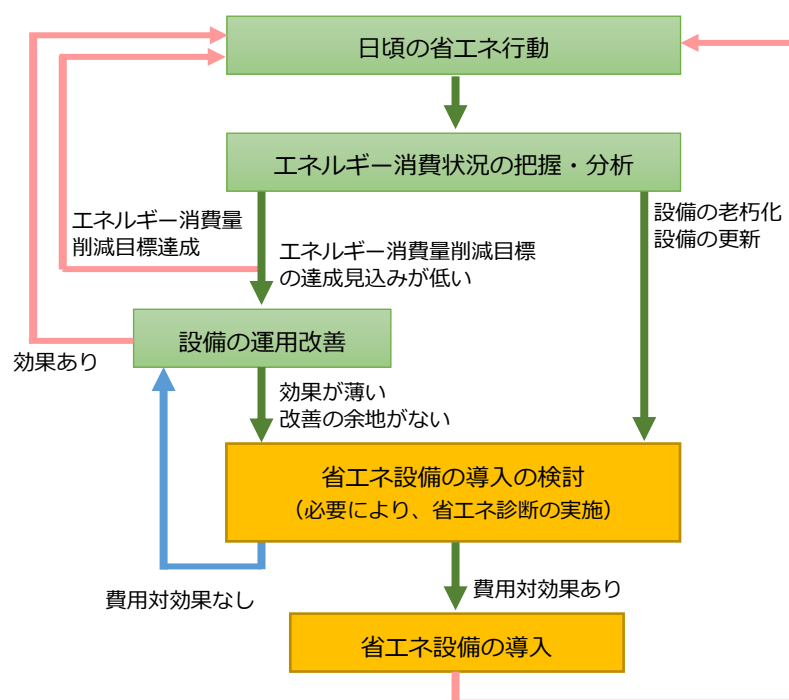 日頃の省エネ行動
エネルギー消費状況の把握・分析
エネルギー消費量
削減目標達成
設備の老朽化
設備の更新
エネルギー消費量削減目標
の達成見込みが低い
設備の運用改善
効果あり
効果が薄い
改善の余地がない
省エネ設備の導入の検討
（必要により、省エネ診断の実施）
費用対効果なし
費用対効果あり
省エネ設備の導入